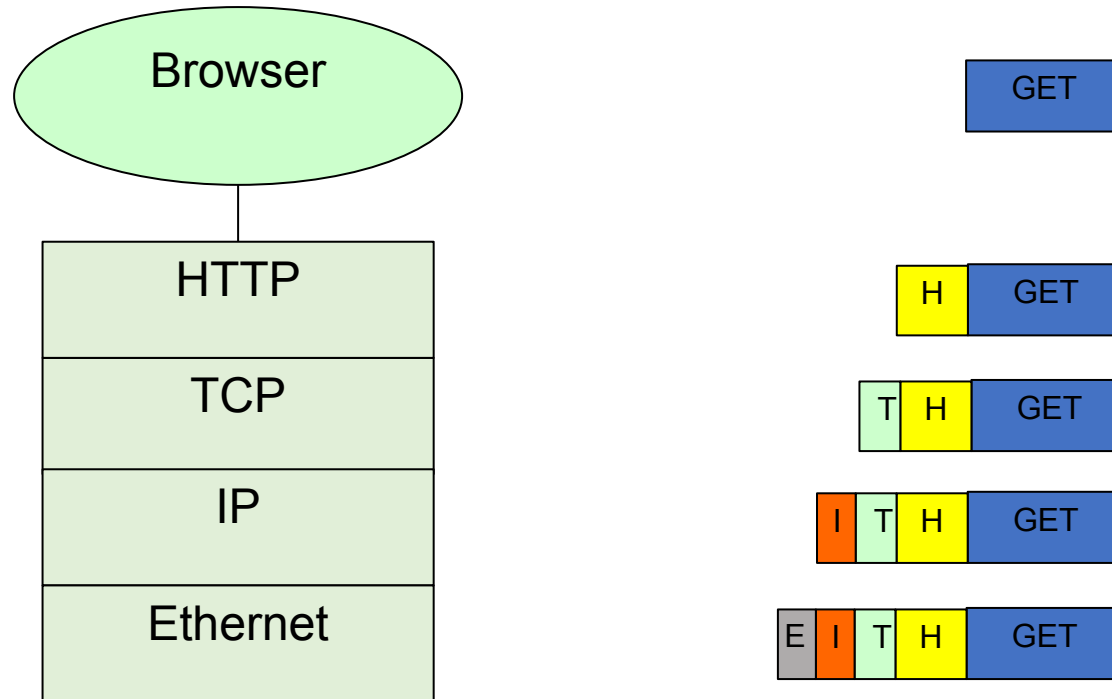 Browser GET
HTTP H GET
TCP T H GET
IP I T H GET
Ethernet E I T H GET